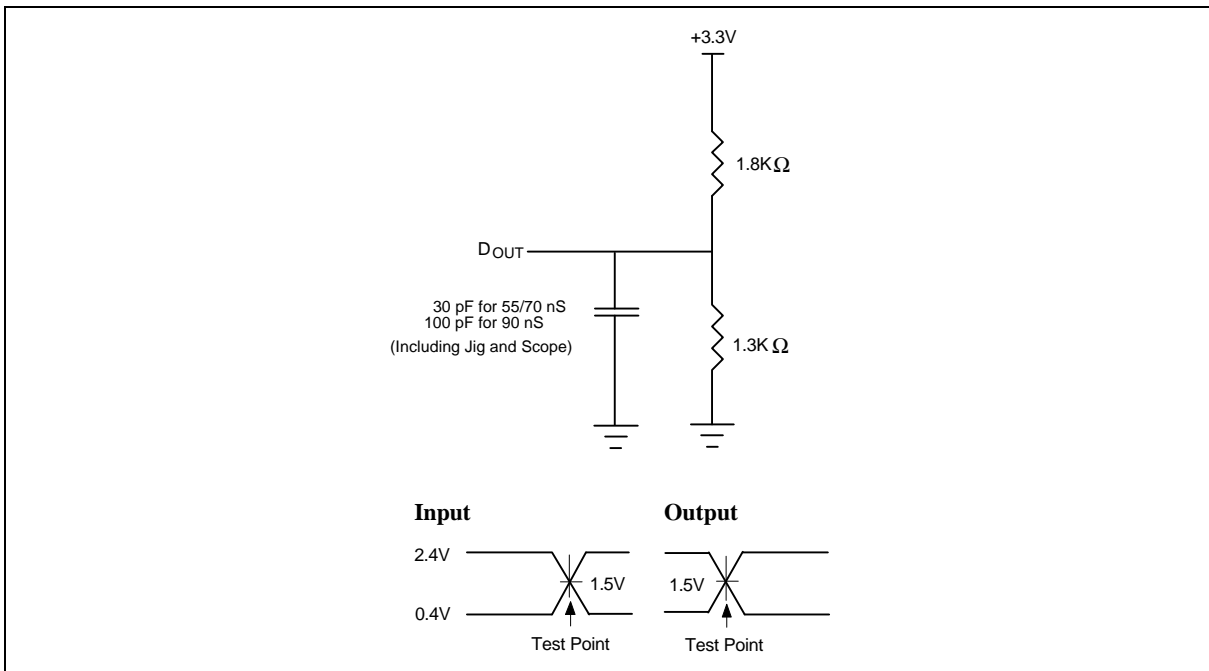 +3.3V
1.8KΩ
DOUT
30 pF for 55/70 nS
100 pF for 90 nS
(Including Jig and Scope)
1.3KΩ
Input
Output
2.4V
1.5V
1.5V
0.4V
Test Point
Test Point